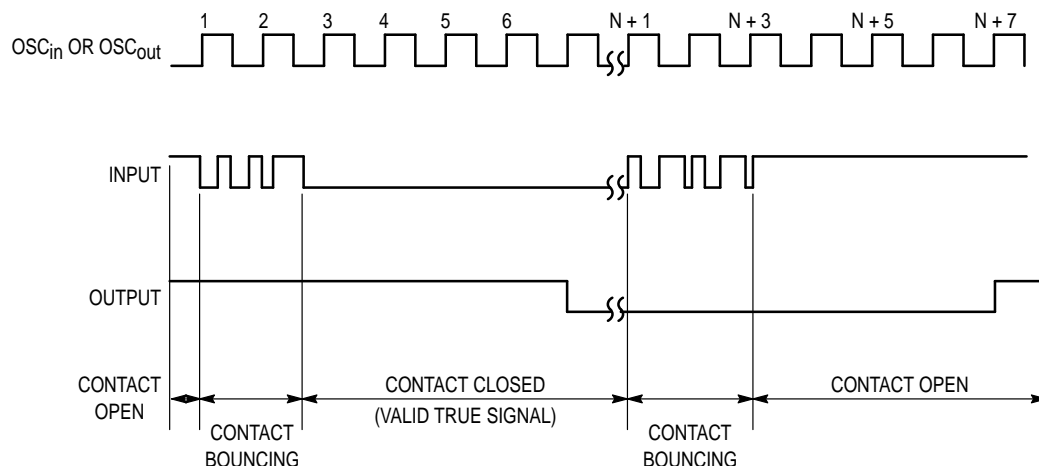 1 2 3 4 5 6 N + 1 N + 3 N + 5 N + 7
OSCin OR OSCout
INPUT
OUTPUT
CONTACT
OPEN
CONTACT
BOUNCING
CONTACT CLOSED
(VALID TRUE SIGNAL)
CONTACT
BOUNCING
CONTACT OPEN